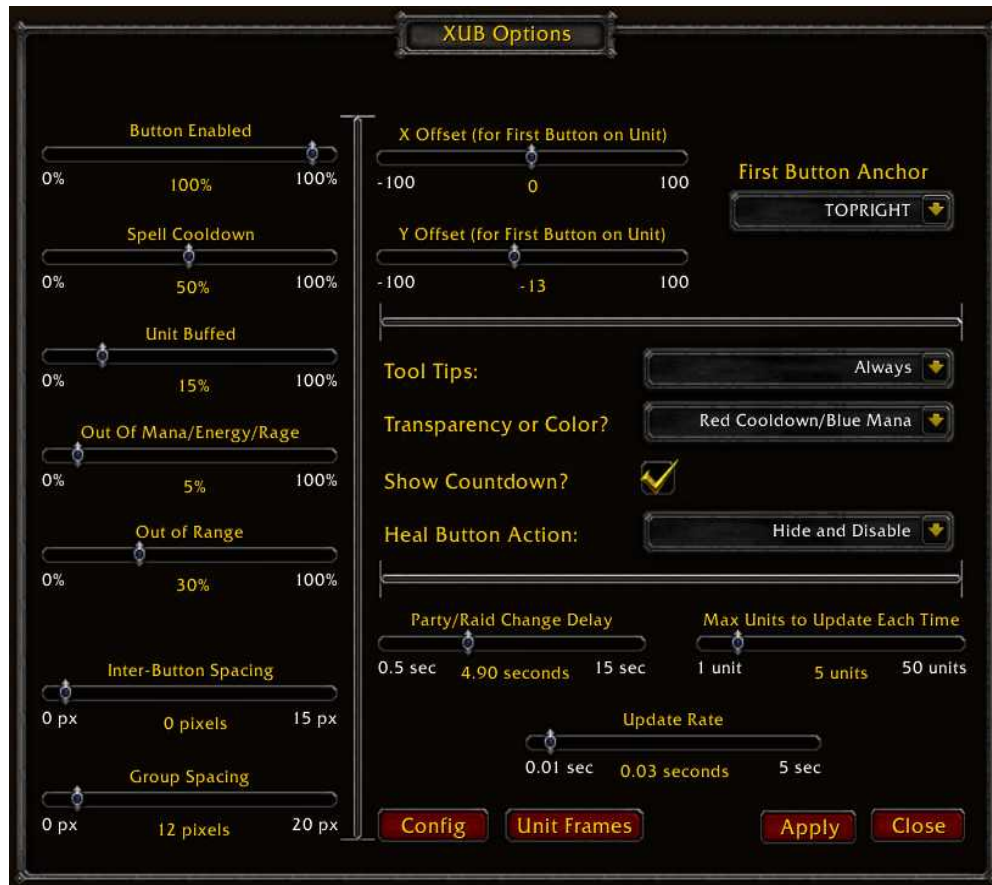 XUB Options
Button Enabled
0% 100% 100%
Spell Cooldown
0% 50% 100%
Unit Buffed
0% 15% 100%
Out Of Mana/Energy/Rage
0% 5% 100%
Out of Range
0% 30% 100%
Inter-Button Spacing
0 px 0 pixels 15 px
Group Spacing
0 px 12 pixels 20 px
X Offset (for First Button on Unit)
-100 0 100
Y Offset (for First Button on Unit)
-100 -13 100
First Button Anchor
TOPRIGHT
Tool Tips: Always
Transparency or Color? Red Cooldown/Blue Mana
Show Countdown?
Heal Button Action: Hide and Disable
Party/Raid Change Delay
0.5 sec 4.90 seconds 15 sec
Max Units to Update Each Time
1 unit 5 units 50 units
Update Rate
0.01 sec 0.03 seconds 5 sec
Config Unit Frames Apply Close